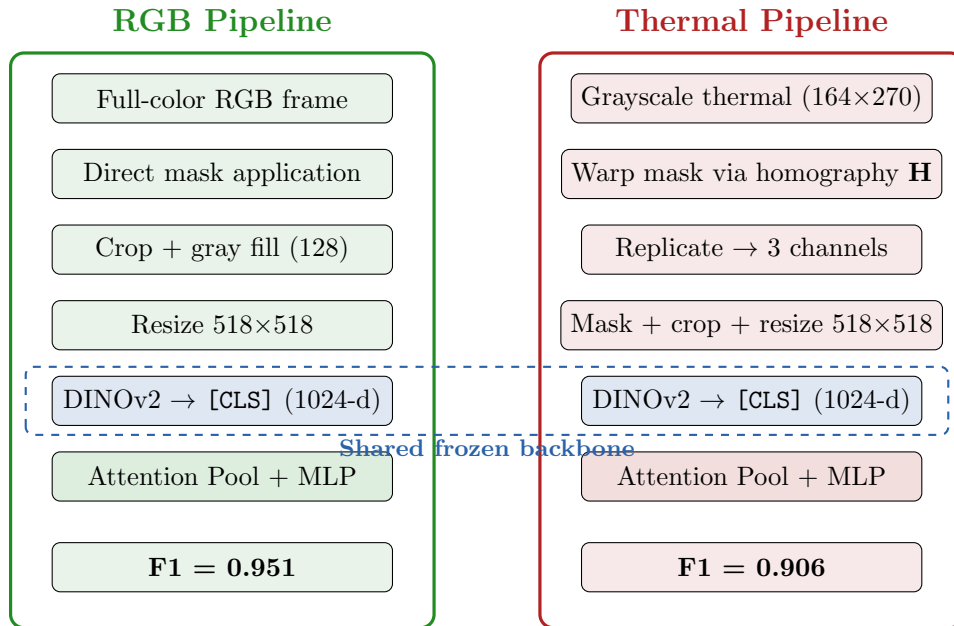 RGB Pipeline
Full-color RGB frame
Direct mask application
Crop + gray fill (128)
Resize 518×518
DINOv2 → [CLS] (1024-d)
Attention Pool + MLP
F1 = 0.951
Thermal Pipeline
Grayscale thermal (164×270)
Warp mask via homography H
Replicate → 3 channels
Mask + crop + resize 518×518
DINOv2 → [CLS] (1024-d)
Attention Pool + MLP
F1 = 0.906
Shared frozen backbone